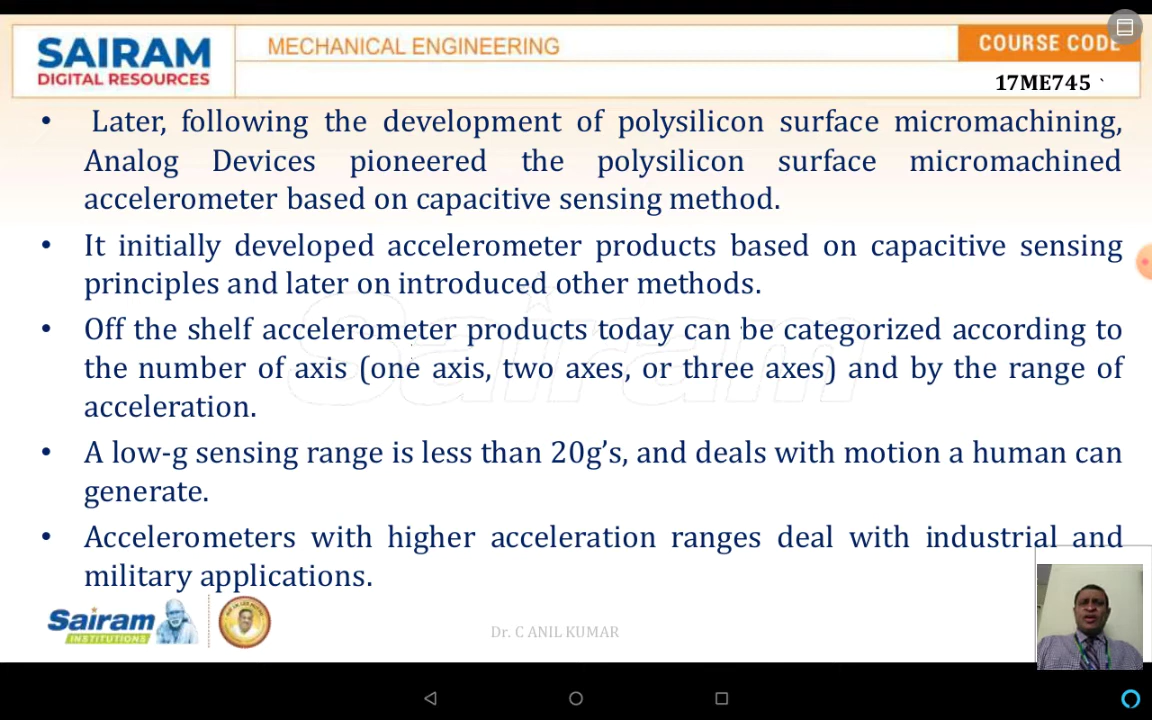 SAIRAM
DIGITAL RESOURCES
MECHANICAL ENGINEERING
COURSE CODE
17ME745 `
• Later, following the development of polysilicon surface micromachining,
Analog Devices pioneered the polysilicon surface micromachined
accelerometer based on capacitive sensing method.
• It initially developed accelerometer products based on capacitive sensing
principles and later on introduced other methods.
• Off the shelf accelerometer products today can be categorized according to
the number of axis (one axis, two axes, or three axes) and by the range of
acceleration.
• A low-g sensing range is less than 20g’s, and deals with motion a human can
generate.
• Accelerometers with higher acceleration ranges deal with industrial and
military applications.
Sairam
Sairam
INSTITUTIONS
Dr. C ANIL KUMAR